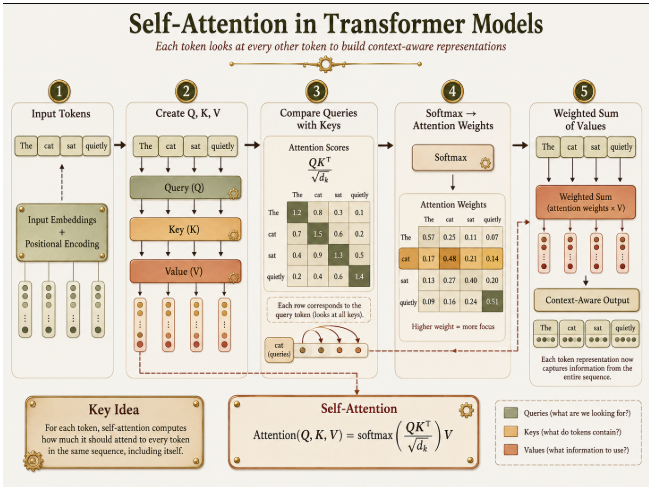 Self-Attention in Transformer Models
Each token looks at every other token to build context-aware representations
1
Input Tokens
The cat sat quietly
Input Embeddings
+
Positional Encoding
2
Create Q, K, V
The cat sat quietly
Query (Q)
Key (K)
Value (V)
3
Compare Queries
with Keys
Attention Scores
QKᵀ
√dₖ
The cat sat quietly
The 1.2 0.8 0.3 0.1
cat 0.7 1.5 0.6 0.2
sat 0.4 0.9 1.3 0.5
quietly 0.2 0.4 0.6 1.4
Each row corresponds to the
query token (looks at all keys).
cat
(queries)
4
Softmax →
Attention Weights
Softmax
Attention Weights
The cat sat quietly
The 0.57 0.25 0.11 0.07
cat 0.17 0.48 0.21 0.14
sat 0.13 0.27 0.40 0.20
quietly 0.09 0.16 0.24 0.51
Higher weight = more focus
5
Weighted Sum
of Values
The cat sat quietly
Weighted Sum
(attention weights × V)
Context-Aware Output
The cat sat quietly
Each token representation now
captures information from the
entire sequence.
Key Idea
For each token, self-attention computes
how much it should attend to every token
in the same sequence, including itself.
Self-Attention
Attention(Q, K, V) = softmax(QKᵀ/√dₖ) V
Queries (what are we looking for?)
Keys (what do tokens contain?)
Values (what information to use?)